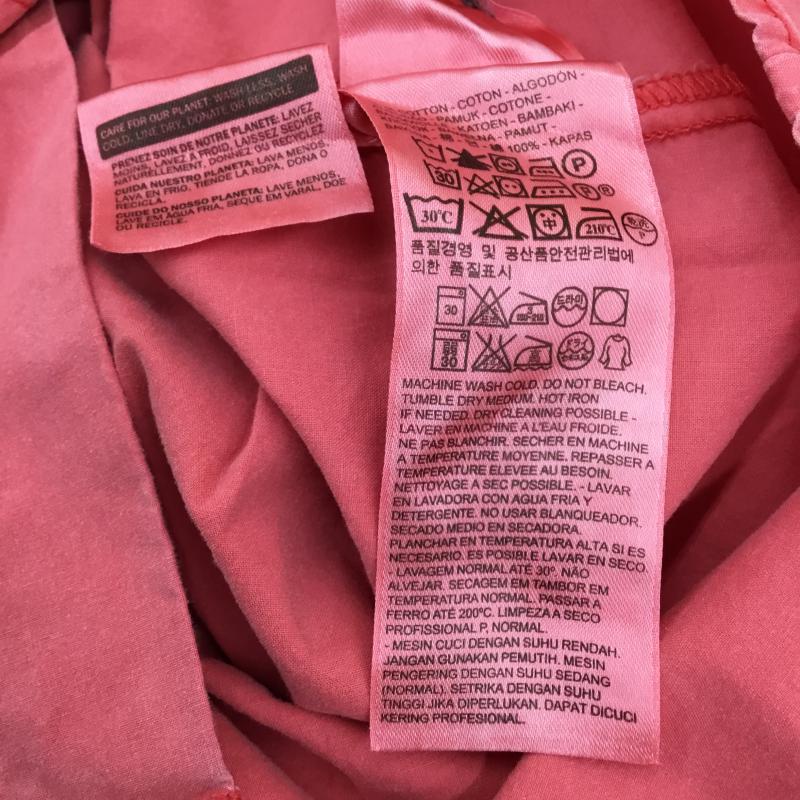 CARE FOR OUR PLANET: WASH LESS, WASH
COLD, LINE DRY, DONATE OR RECYCLE.
PRENEZ SOIN DE NOTRE PLANETE: LAVEZ
MOINS, LAVEZ A FROID, LAISSEZ SECHER
NATURELLEMENT, DONNEZ OU RECYCLEZ
CUIDA NUESTRO PLANETA: LAVA MENOS,
LAVA EN FRIO, TIENDE LA ROPA, DONA O
RECICLA.
CUIDE DO NOSSO PLANETA: LAVE MENOS,
LAVE EM AGUA FRIA, SEQUE EM VARAL, DOE
OU RECICLE.
COTTON - COTON - ALGODÓN -
PAMUK - COTONE -
KATOEN - BAMBAKI -
PAMUT -
100% - KAPAS
P
30
30°C 中 210°C P
품질경영 및 공산품안전관리법에
의한 품질표시
30 드라이
30 ドライ
MACHINE WASH COLD. DO NOT BLEACH.
TUMBLE DRY MEDIUM. HOT IRON
IF NEEDED. DRY CLEANING POSSIBLE -
LAVER EN MACHINE A L'EAU FROIDE.
NE PAS BLANCHIR. SECHER EN MACHINE
A TEMPERATURE MOYENNE. REPASSER A
TEMPERATURE ELEVEE AU BESOIN.
NETTOYAGE A SEC POSSIBLE. - LAVAR
EN LAVADORA CON AGUA FRIA Y
DETERGENTE. NO USAR BLANQUEADOR.
SECADO MEDIO EN SECADORA.
PLANCHAR EN TEMPERATURA ALTA SI ES
NECESARIO. ES POSIBLE LAVAR EN SECO.
- LAVAGEM NORMAL ATÉ 30º. NÃO
ALVEJAR. SECAGEM EM TAMBOR EM
TEMPERATURA NORMAL. PASSAR A
FERRO ATÉ 200ºC. LIMPEZA A SECO
PROFISSIONAL P, NORMAL.
- MESIN CUCI DENGAN SUHU RENDAH.
JANGAN GUNAKAN PEMUTIH. MESIN
PENGERING DENGAN SUHU SEDANG
(NORMAL). SETRIKA DENGAN SUHU
TINGGI JIKA DIPERLUKAN. DAPAT DICUCI
KERING PROFESIONAL.